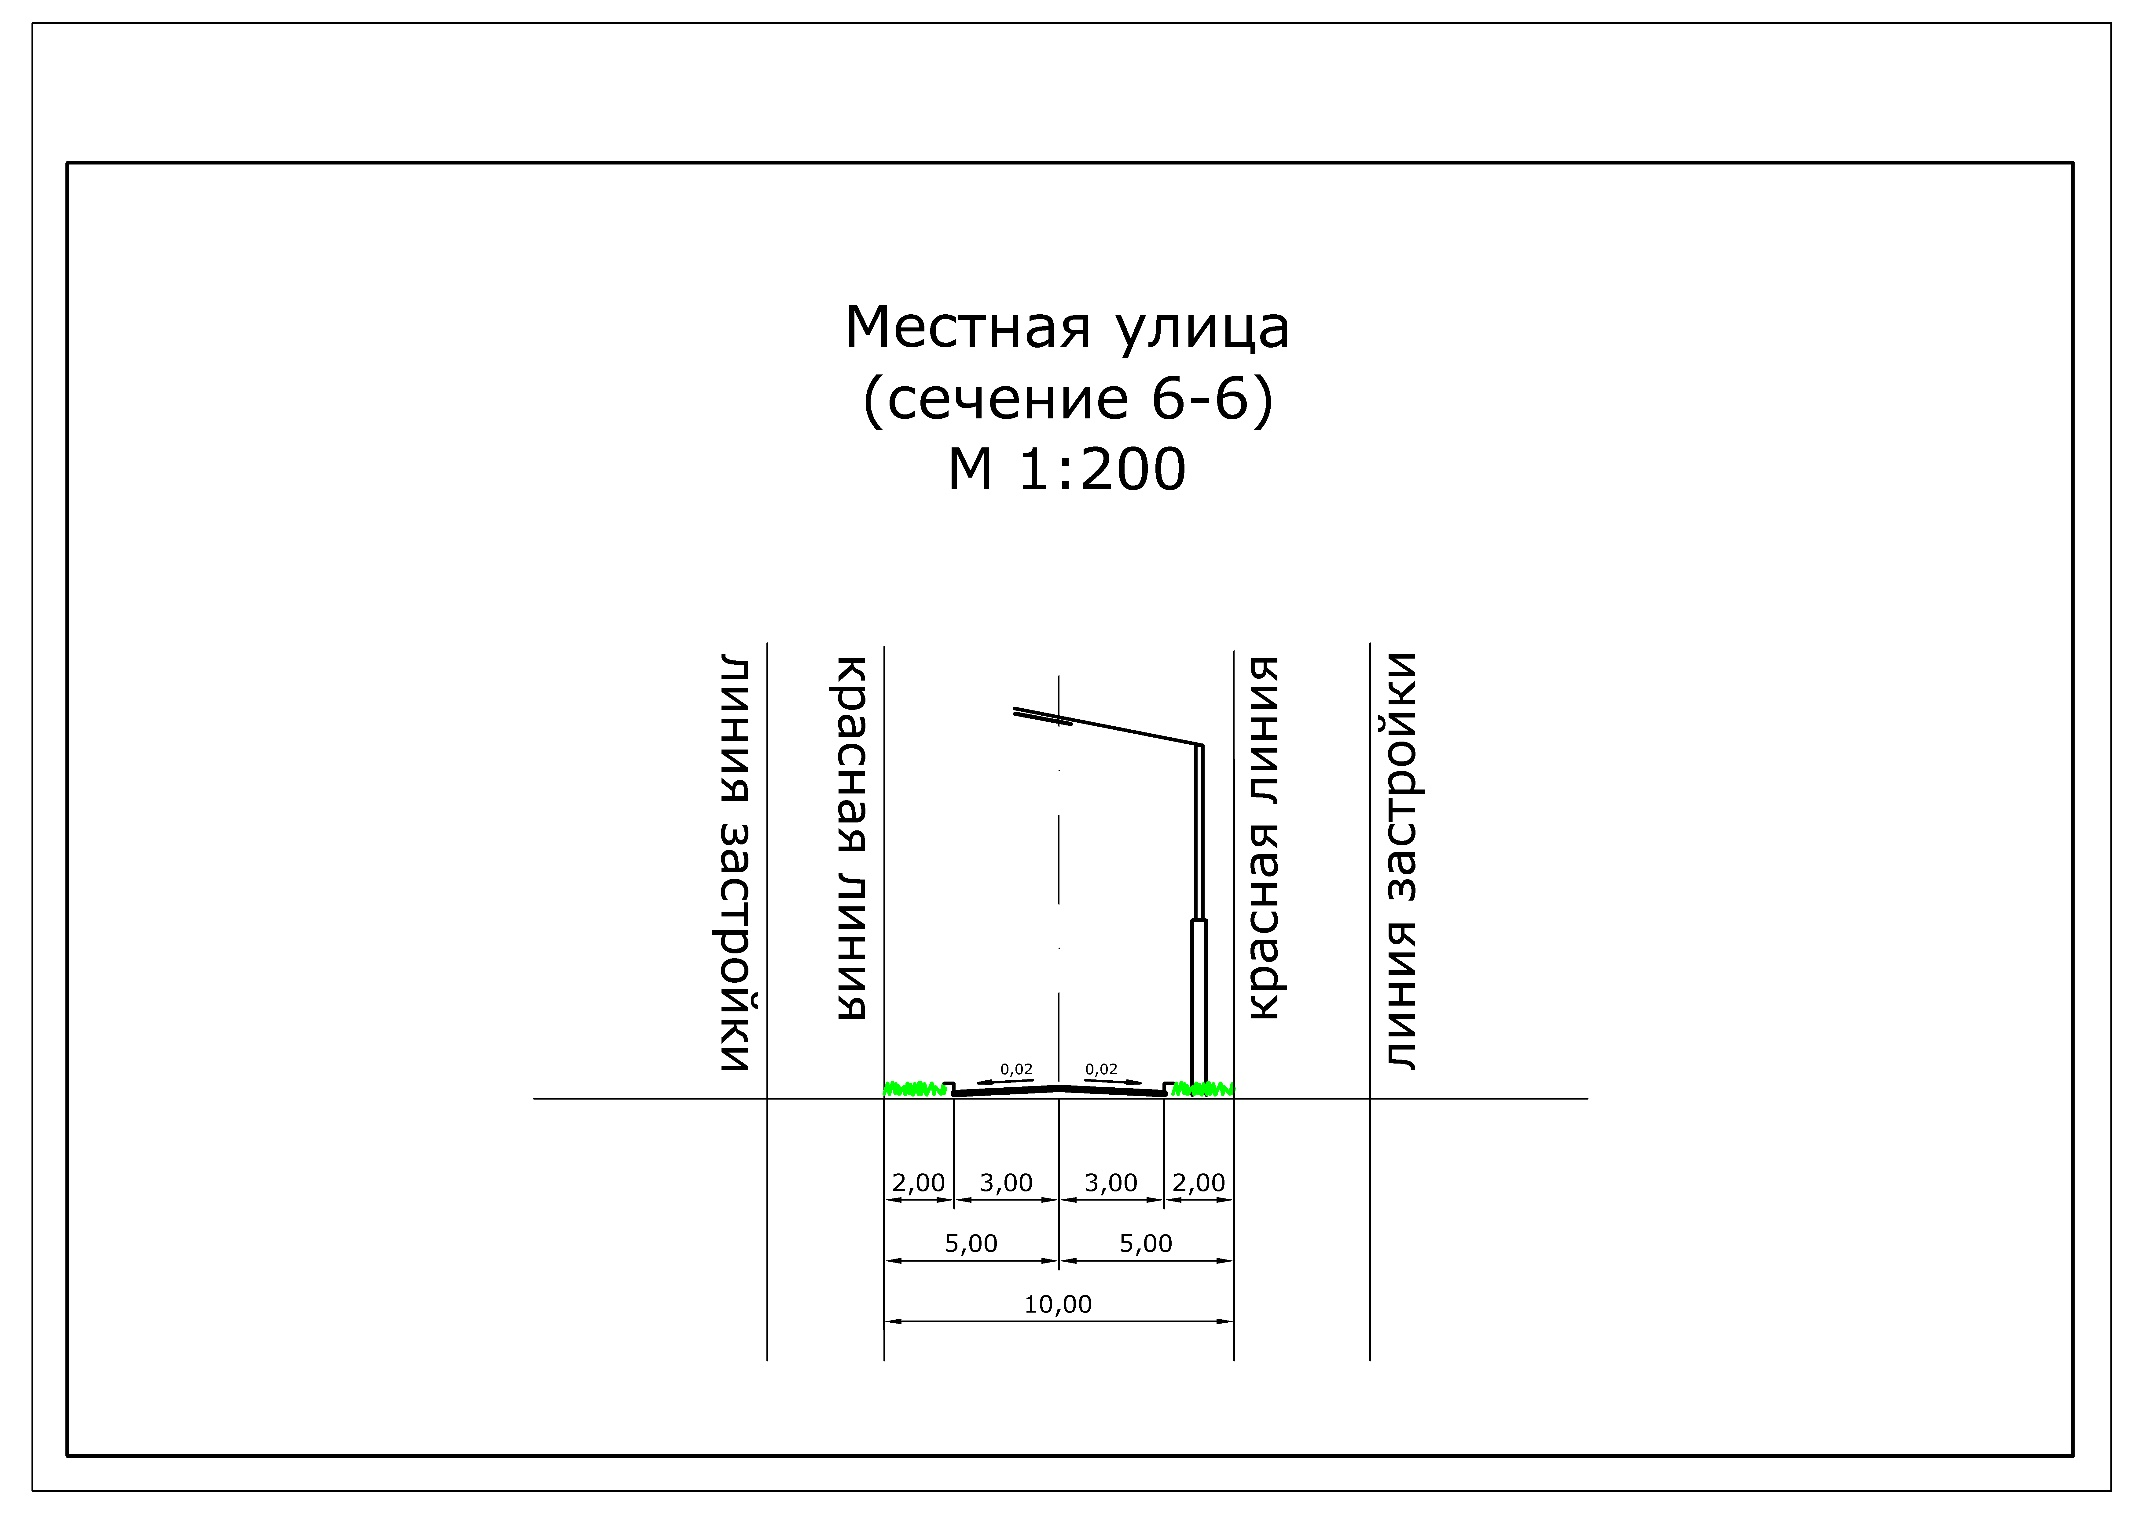 Местная улица
(сечение 6-6)
М 1:200
линия застройки
красная линия
красная линия
линия застройки
0,02
0,02
2,00
3,00
3,00
2,00
5,00
5,00
10,00